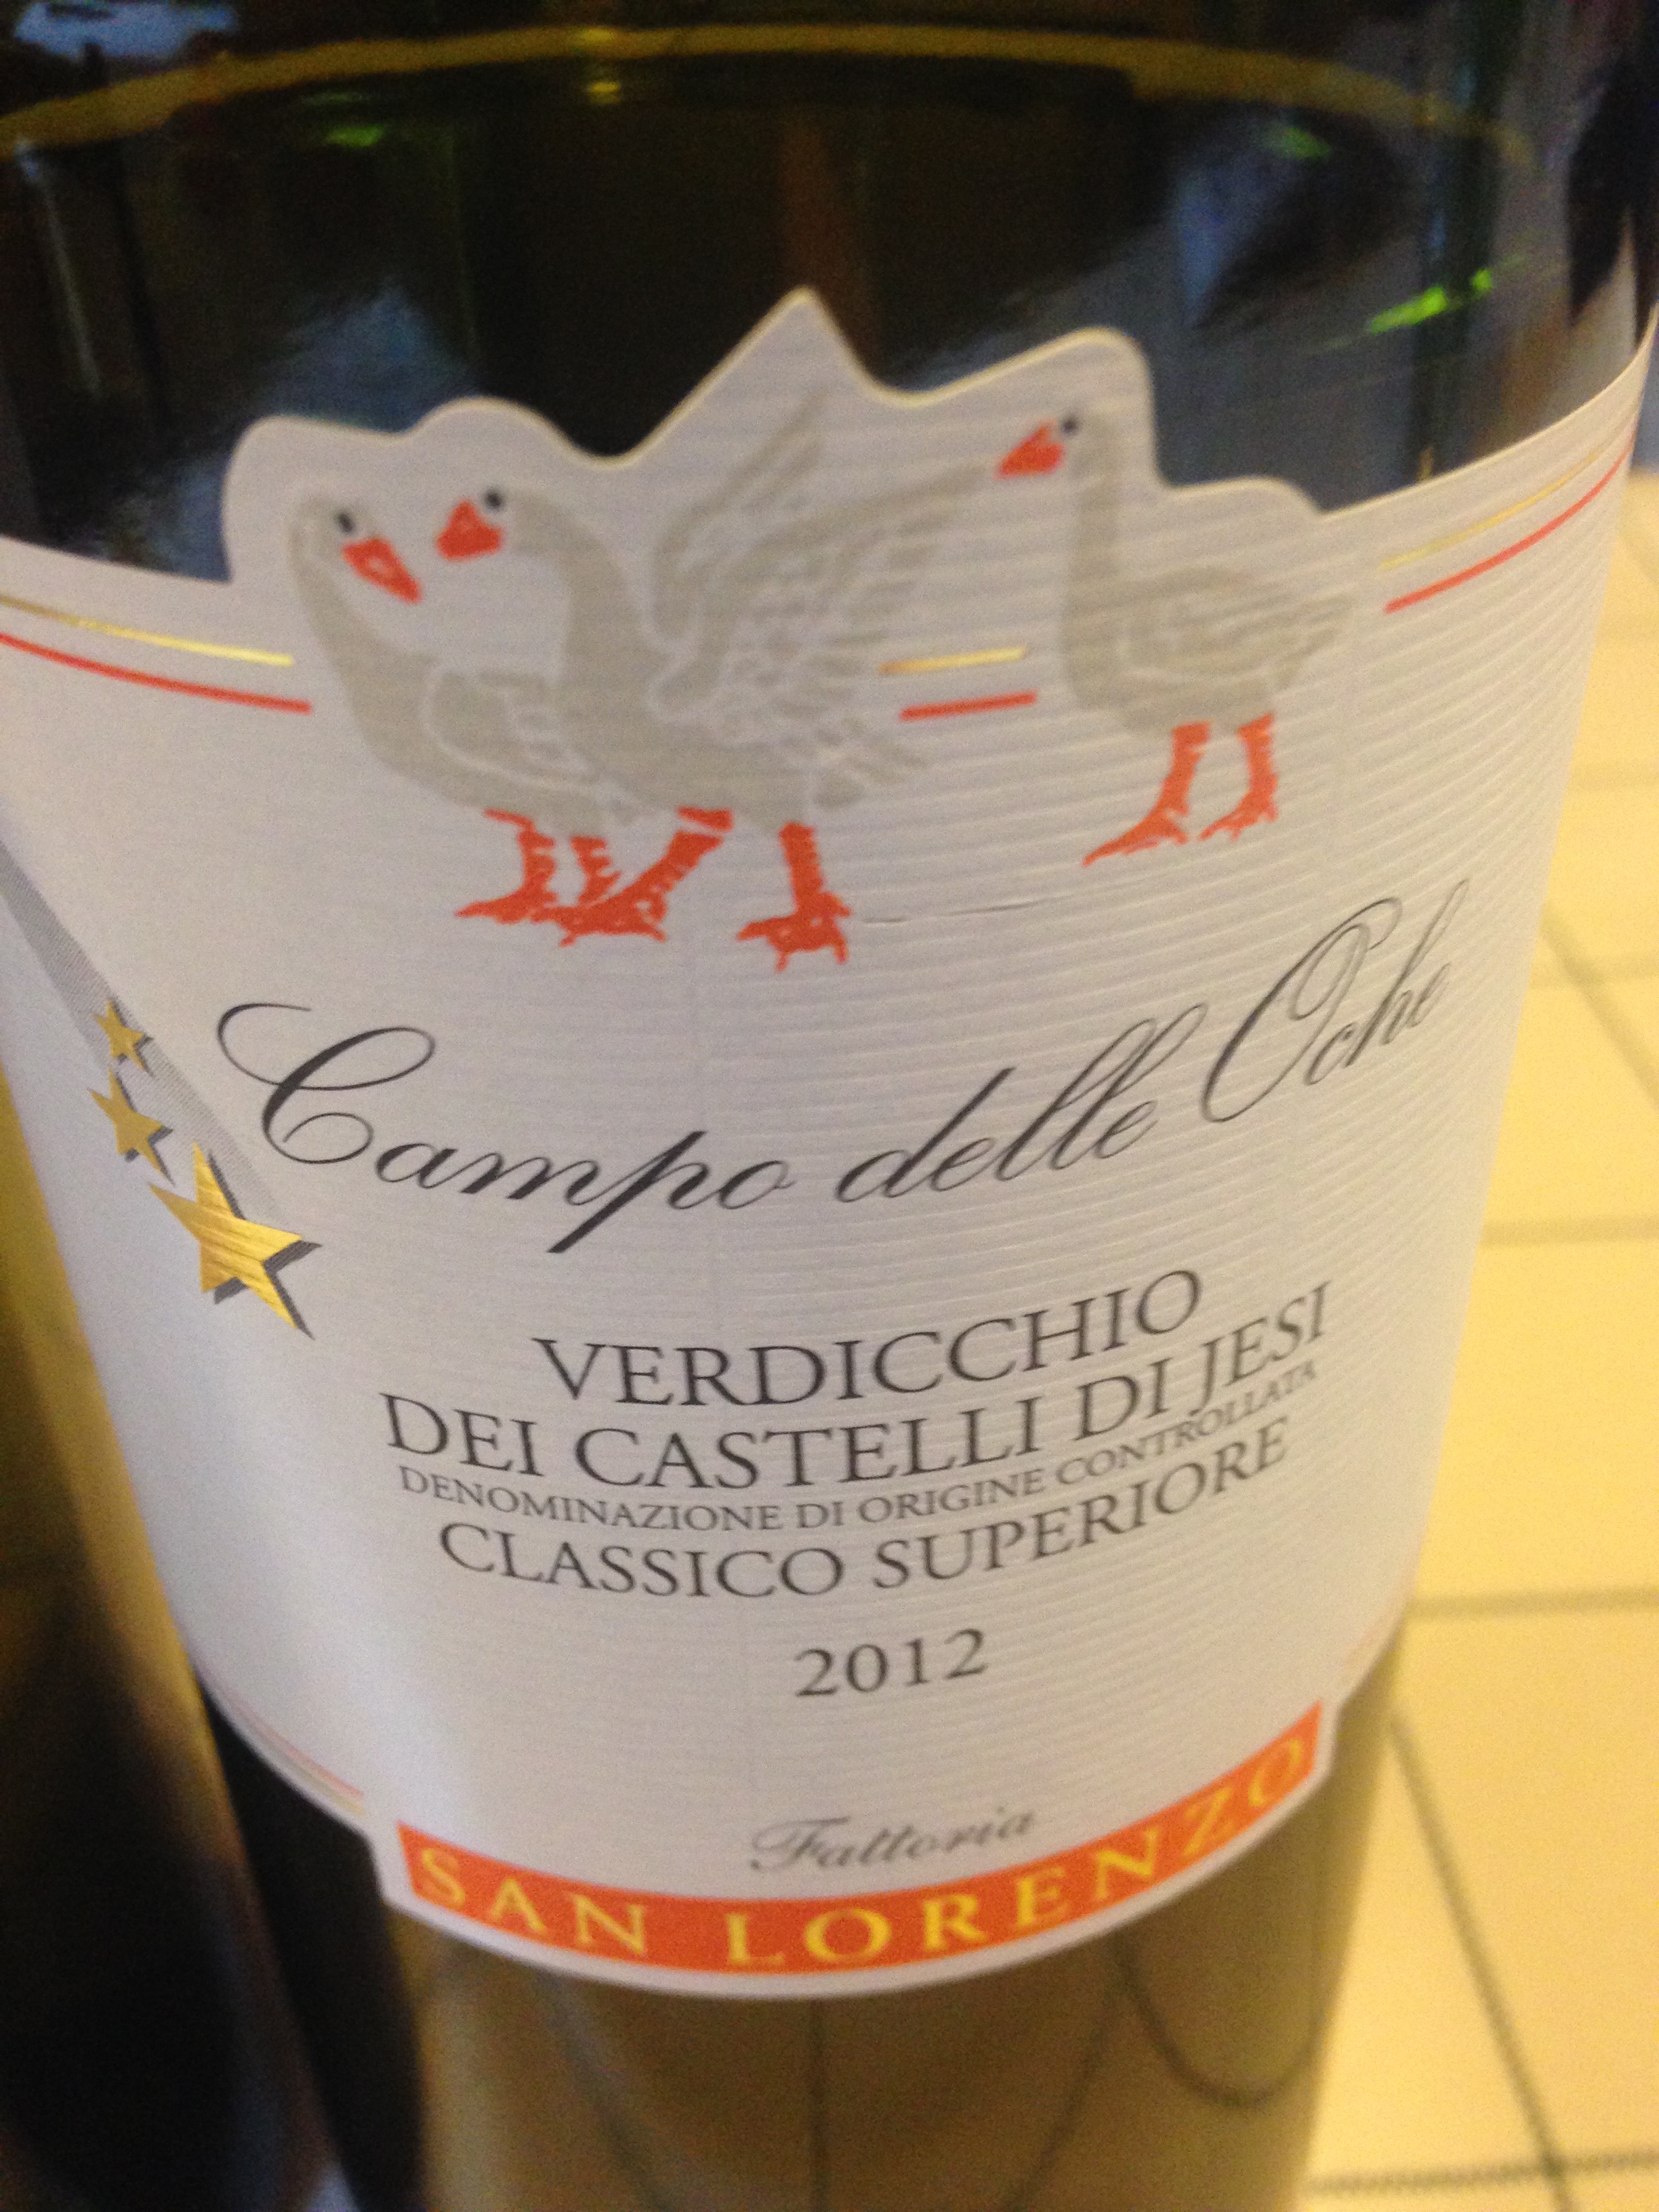 Campo delle Oche
VERDICCHIO
DEI CASTELLI DI JESI
DENOMINAZIONE DI ORIGINE CONTROLLATA
CLASSICO SUPERIORE
2012
Fattoria
SAN LORENZO